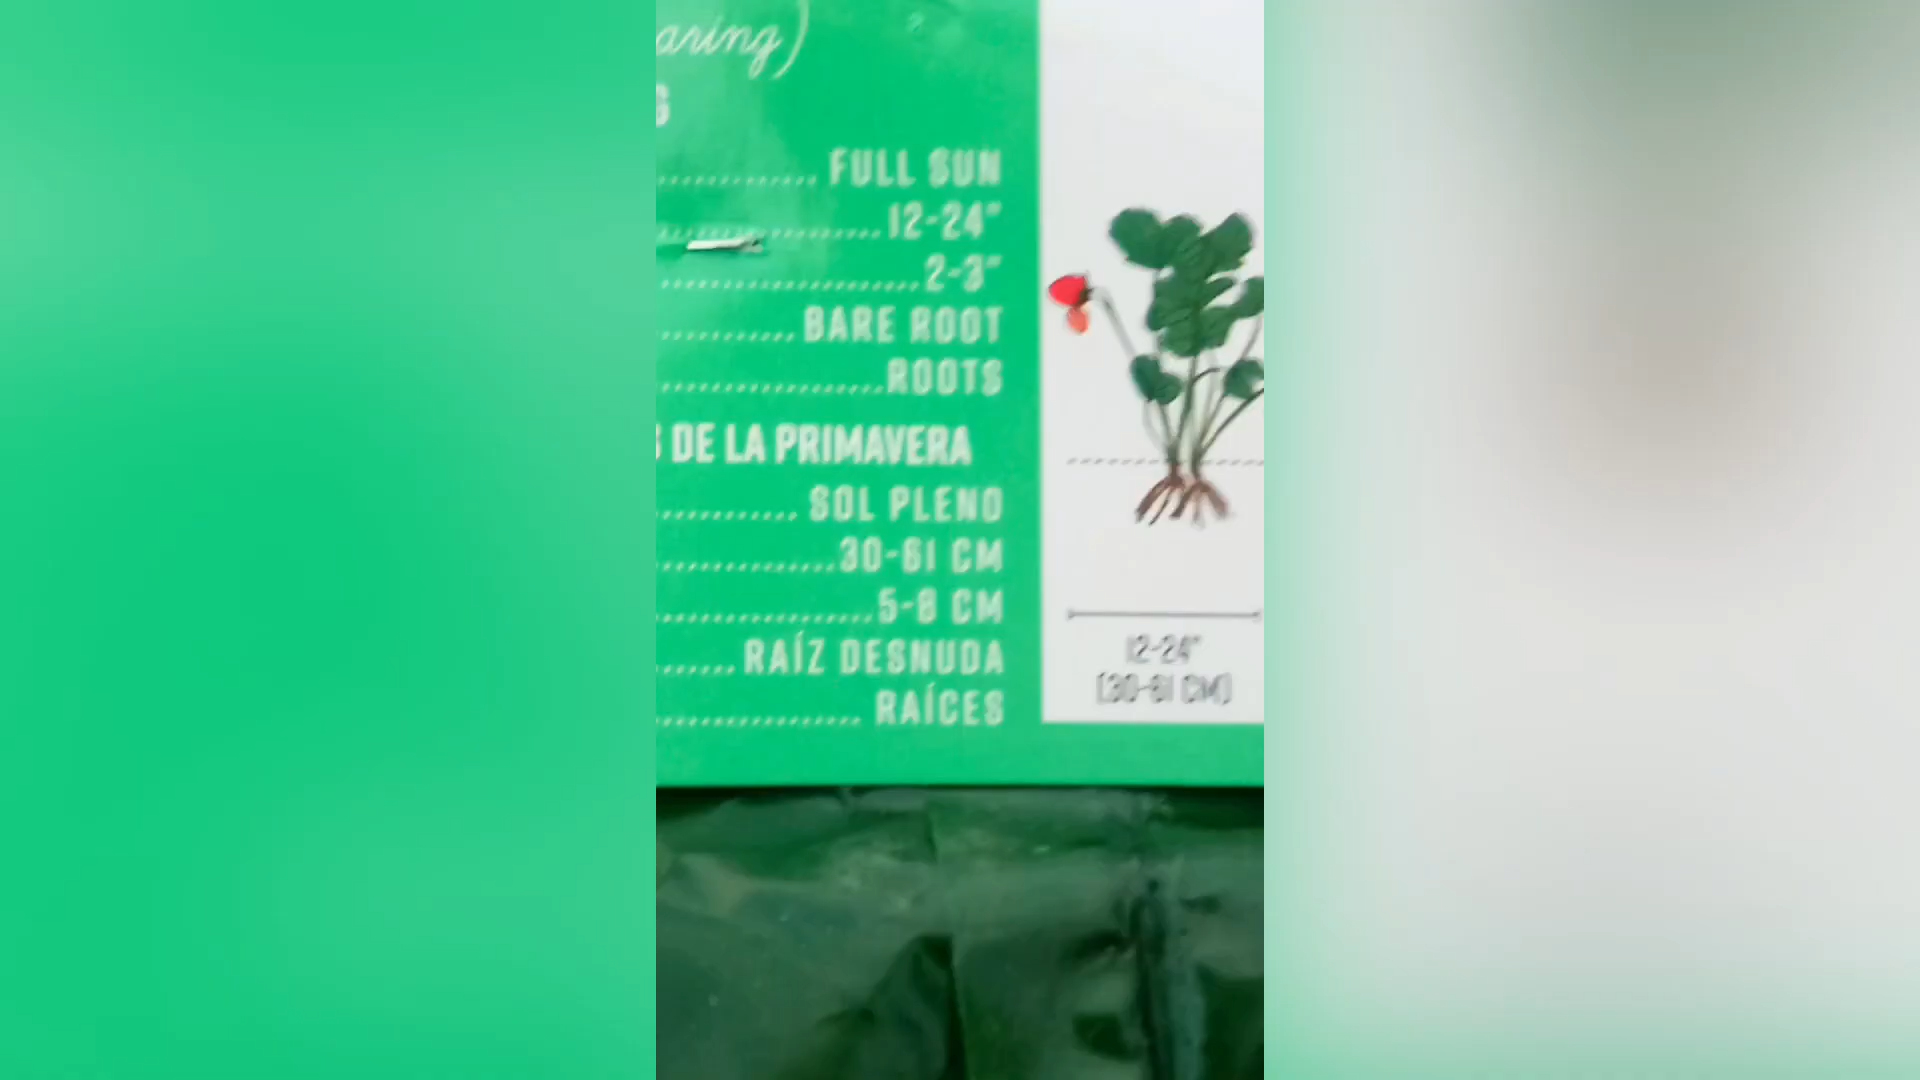 aring)
G
FULL SUN
12-24"
2-3"
BARE ROOT
ROOTS
S DE LA PRIMAVERA
SOL PLENO
30-61 CM
5-8 CM
RAÍZ DESNUDA
RAÍCES
12-24"
(30-61 CM)